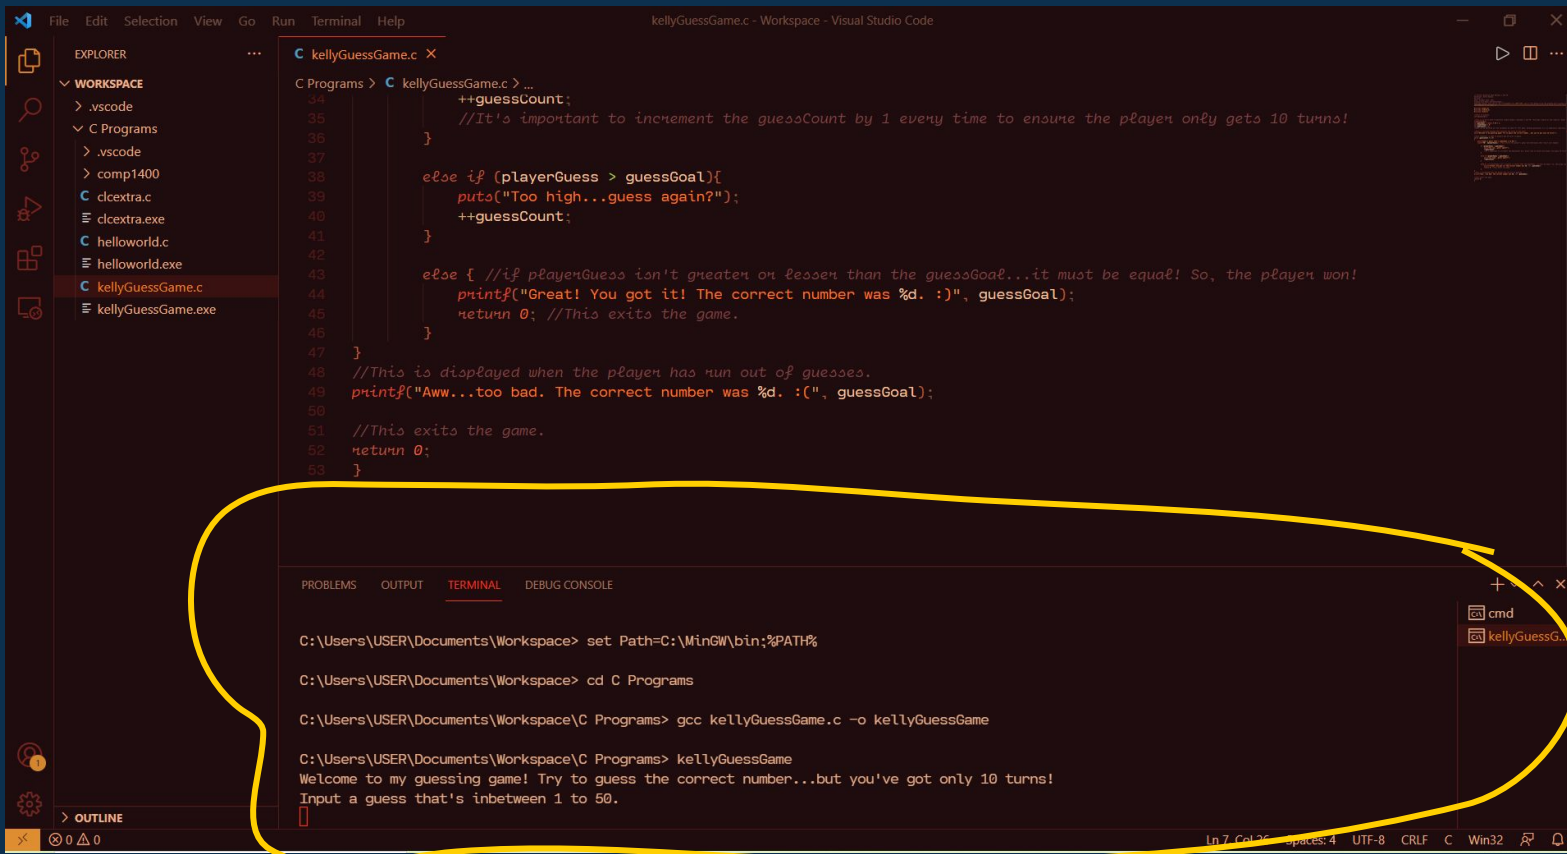 File Edit Selection View Go Run Terminal Help kellyGuessGame.c - Workspace - Visual Studio Code
EXPLORER
WORKSPACE
.vscode
C Programs
.vscode
comp1400
C clcextra.c
clcextra.exe
C helloworld.c
helloworld.exe
C kellyGuessGame.c
kellyGuessGame.exe
OUTLINE
C kellyGuessGame.c
C Programs > C kellyGuessGame.c > ...
34 ++guessCount;
35 //It's important to increment the guessCount by 1 every time to ensure the player only gets 10 turns!
36 }
37
38 else if (playerGuess > guessGoal){
39 puts("Too high...guess again?");
40 ++guessCount;
41 }
42
43 else { //if playerGuess isn't greater or lesser than the guessGoal...it must be equal! So, the player won!
44 printf("Great! You got it! The correct number was %d. :)", guessGoal);
45 return 0; //This exits the game.
46 }
47 }
48 //This is displayed when the player has run out of guesses.
49 printf("Aww...too bad. The correct number was %d. :(", guessGoal);
50
51 //This exits the game.
52 return 0;
53 }
PROBLEMS OUTPUT TERMINAL DEBUG CONSOLE
C:\Users\USER\Documents\Workspace> set Path=C:\MinGW\bin;%PATH%
C:\Users\USER\Documents\Workspace> cd C Programs
C:\Users\USER\Documents\Workspace\C Programs> gcc kellyGuessGame.c -o kellyGuessGame
C:\Users\USER\Documents\Workspace\C Programs> kellyGuessGame
Welcome to my guessing game! Try to guess the correct number...but you've got only 10 turns!
Input a guess that's inbetween 1 to 50.
cmd
kellyGuessG...
1
0 0 Ln 7, Col 26 Spaces: 4 UTF-8 CRLF C Win32